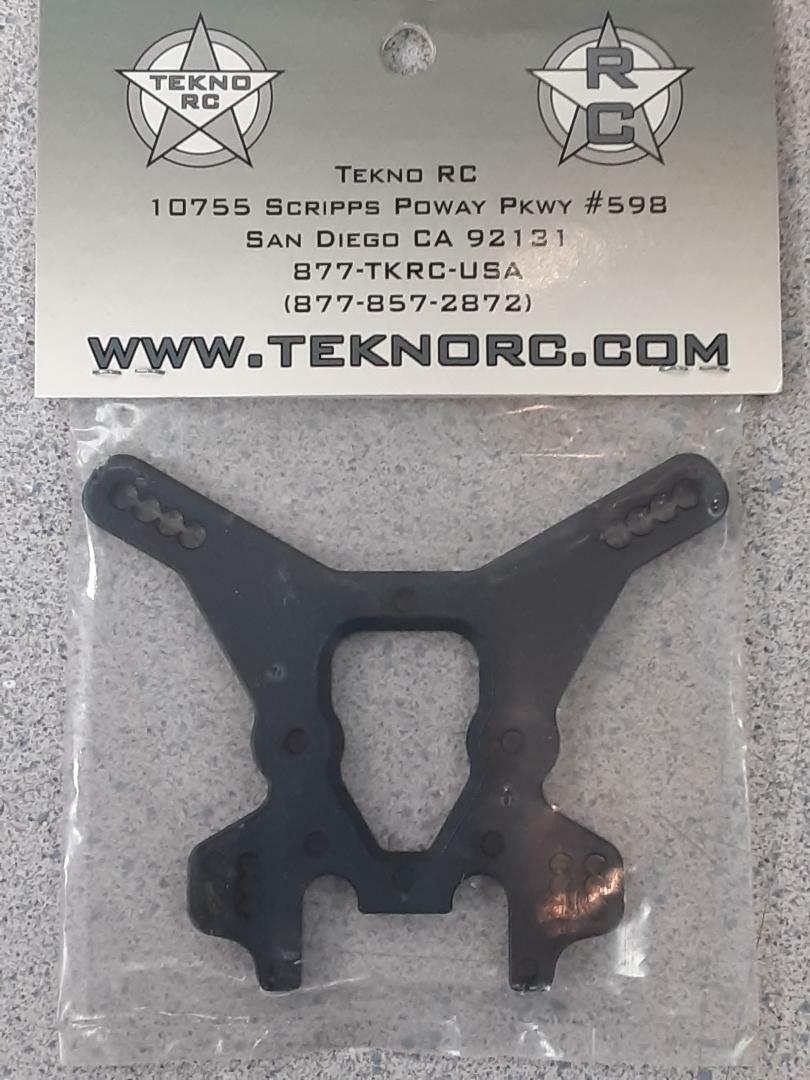 TEKNO
RC
R
C
TEKNO RC
10755 SCRIPPS POWAY PKWY #598
SAN DIEGO CA 92131
877-TKRC-USA
(877-857-2872)
WWW.TEKNORC.COM